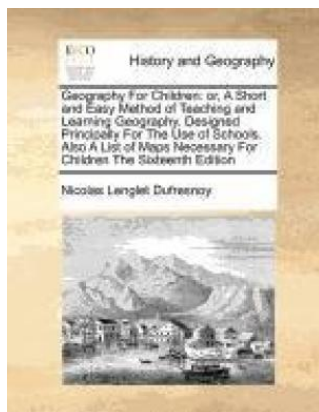 ECCO
History and Geography
Geography For Children: or, A Short
and Easy Method of Teaching and
Learning Geography. Designed
Principally For The Use of Schools.
Also A List of Maps Necessary For
Children The Sixteenth Edition
Nicolas Lenglet Dufresnoy